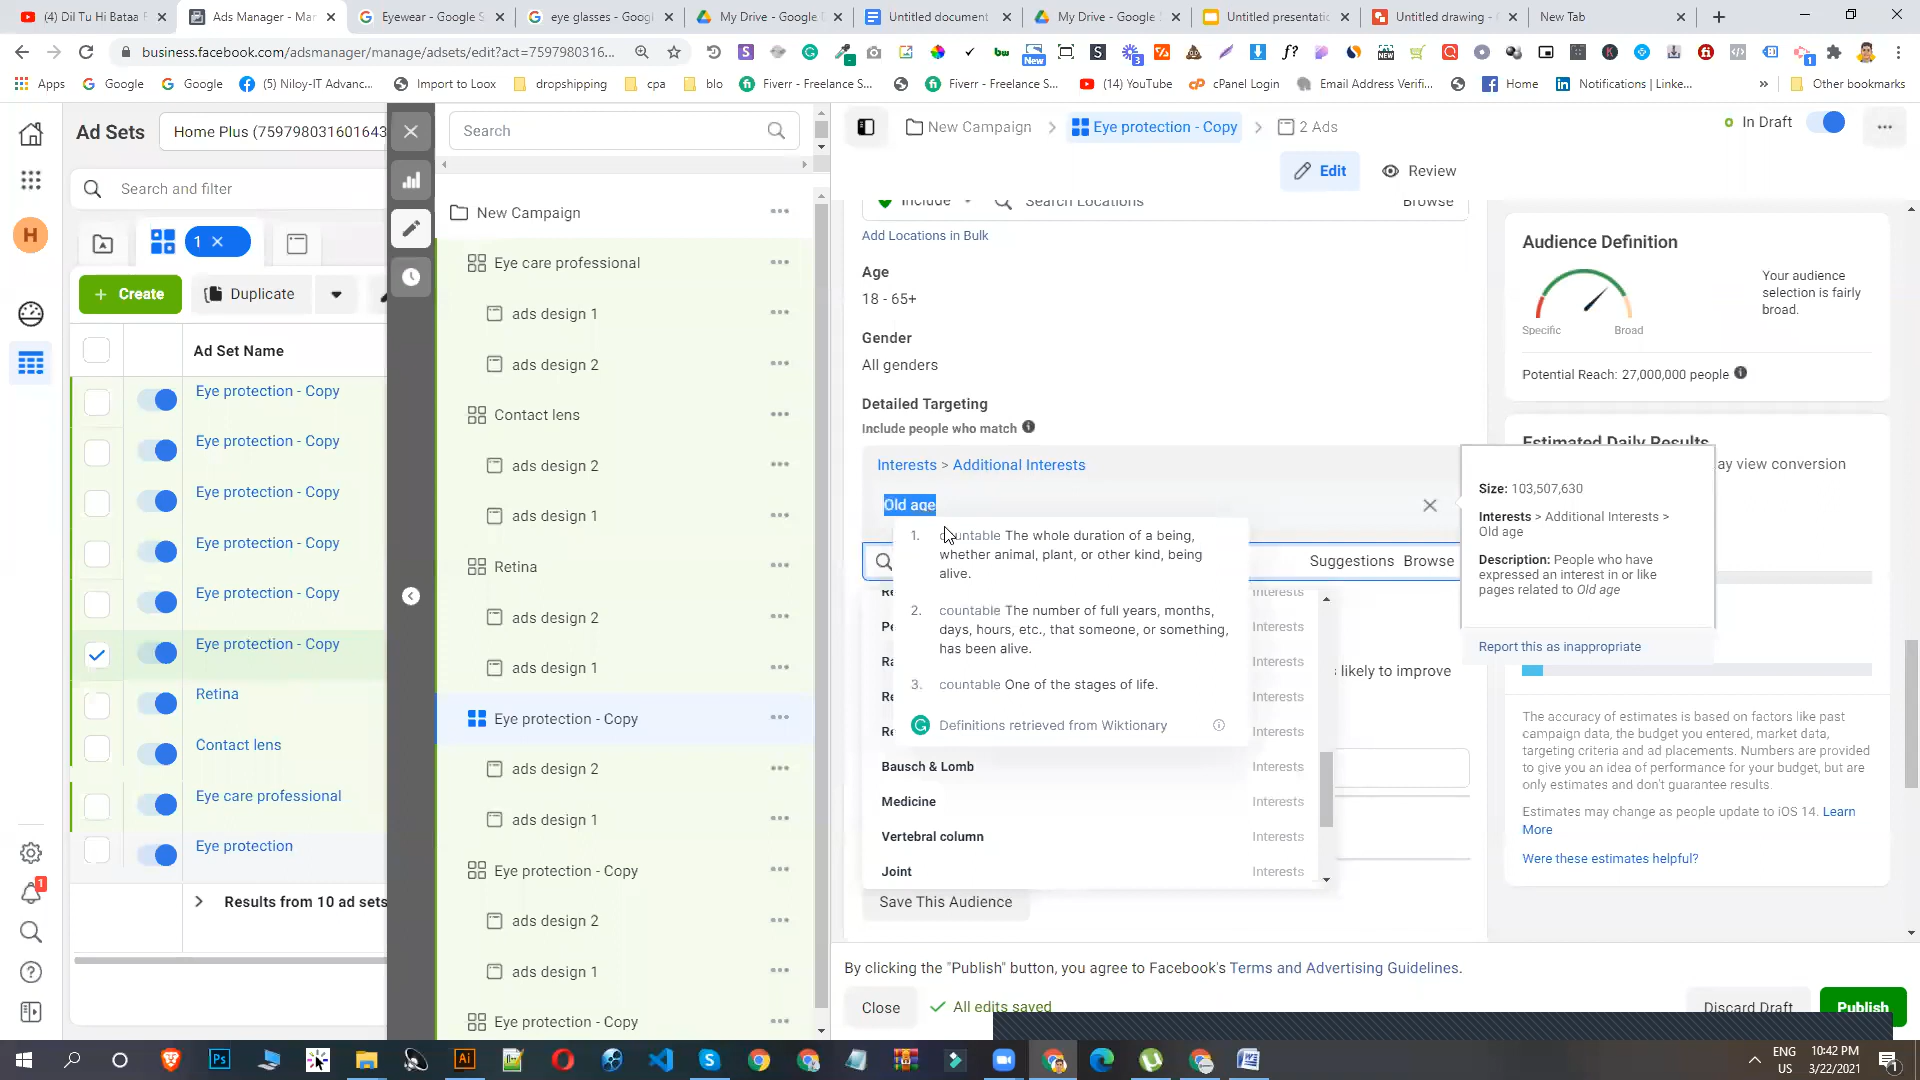 (4) Dil Tu Hi Bataa
Ads Manager - Mar
Eyewear - Google S
eye glasses - Goog
My Drive - Google D
Untitled document
My Drive - Google D
Untitled presentatic
Untitled drawing -
New Tab
business.facebook.com/adsmanager/manage/adsets/edit?act=7597980316...
Apps
Google
Google
(5) Niloy-IT Advanc...
Import to Loox
dropshipping
cpa
blo
Fiverr - Freelance S...
Fiverr - Freelance S...
(14) YouTube
cPanel Login
Email Address Verifi...
Home
Notifications | Linke...
Other bookmarks
Ad Sets
Home Plus (759798031601643
Search and filter
H
1 ×
+ Create
Duplicate
Ad Set Name
Eye protection - Copy
Eye protection - Copy
Eye protection - Copy
Eye protection - Copy
Eye protection - Copy
Eye protection - Copy
Retina
Contact lens
Eye care professional
Eye protection
Results from 10 ad sets
Search
New Campaign
Eye care professional
ads design 1
ads design 2
Contact lens
ads design 2
ads design 1
Retina
ads design 2
ads design 1
Eye protection - Copy
ads design 2
ads design 1
Eye protection - Copy
ads design 2
ads design 1
Eye protection - Copy
New Campaign
Eye protection - Copy
2 Ads
In Draft
Edit
Review
Include
Search Locations
Browse
Add Locations in Bulk
Age
18 - 65+
Gender
All genders
Detailed Targeting
Include people who match
Interests > Additional Interests
Old age
1. countable The whole duration of a being,
whether animal, plant, or other kind, being
alive.
2. countable The number of full years, months,
days, hours, etc., that someone, or something,
has been alive.
3. countable One of the stages of life.
Definitions retrieved from Wiktionary
Suggestions Browse
Interests
Pe Interests
Ra Interests
Re Interests
Re Interests
Bausch & Lomb Interests
Medicine Interests
Vertebral column Interests
Joint Interests
likely to improve
Save This Audience
By clicking the "Publish" button, you agree to Facebook's Terms and Advertising Guidelines.
Close
All edits saved
Discard Draft
Publish
Audience Definition
Specific
Broad
Your audience
selection is fairly
broad.
Potential Reach: 27,000,000 people
Estimated Daily Results
ay view conversion
Size: 103,507,630
Interests > Additional Interests >
Old age
Description: People who have
expressed an interest in or like
pages related to Old age
Report this as inappropriate
The accuracy of estimates is based on factors like past
campaign data, the budget you entered, market data,
targeting criteria and ad placements. Numbers are provided
to give you an idea of performance for your budget, but are
only estimates and don't guarantee results.
Estimates may change as people update to iOS 14. Learn
More
Were these estimates helpful?
ENG
US
10:42 PM
3/22/2021